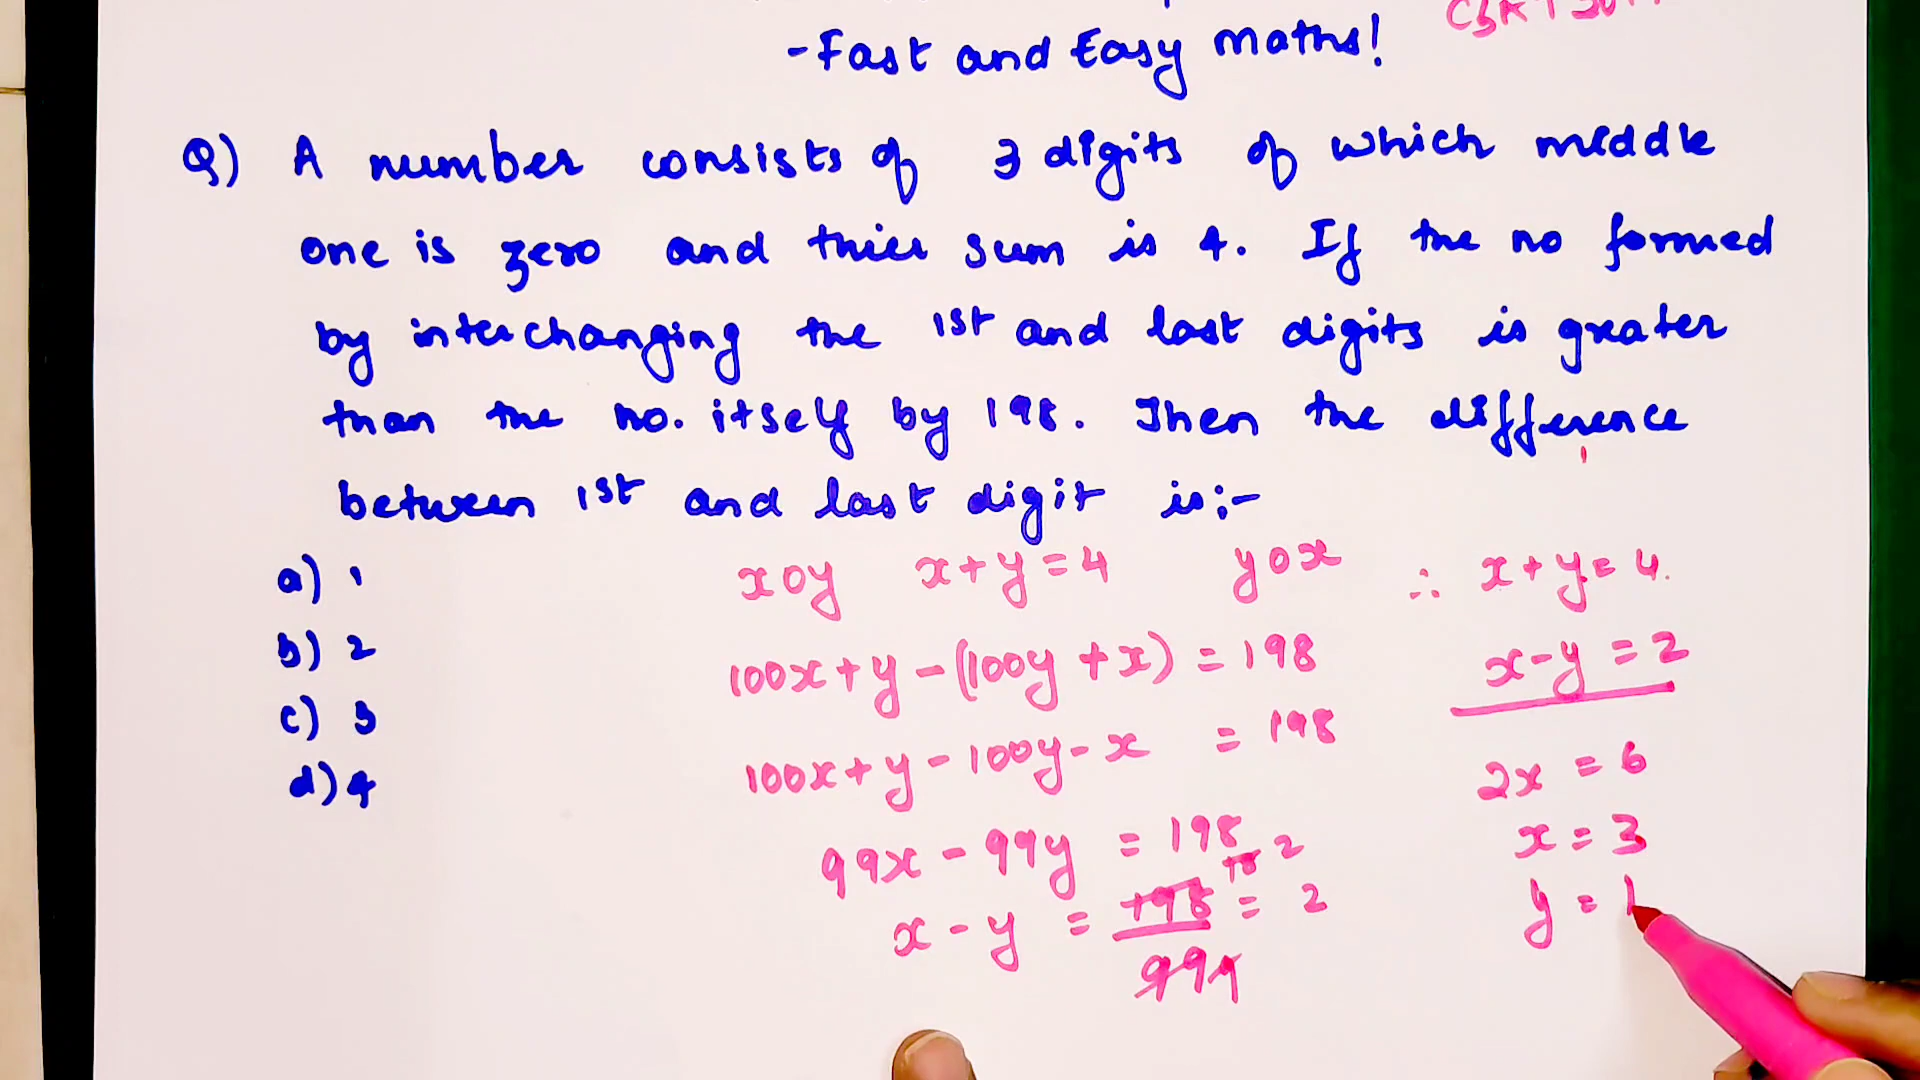 -Fast and Easy maths!
Q) A number consists of 3 digits of which middle
one is zero and thier sum is 4. If the no formed
by interchanging the 1st and last digits is greater
than the no. itself by 198. Then the difference
between 1st and last digit is:-
a) 1
b) 2
c) 3
d) 4
x0y x+y=4 y0x
100x+y-(100y+x) = 198
100x+y-100y-x = 198
99x-99y = 198 2
x-y = 198 = 2
99
∴ x+y=4.
x-y=2
2x=6
x=3
y=1